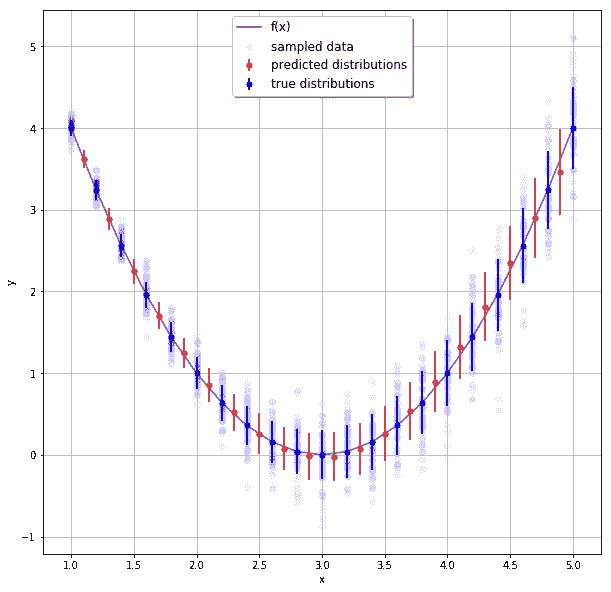 f(x)
sampled data
predicted distributions
true distributions
5
4
3
2
1
0
−1
y
1.0 1.5 2.0 2.5 3.0 3.5 4.0 4.5 5.0
x